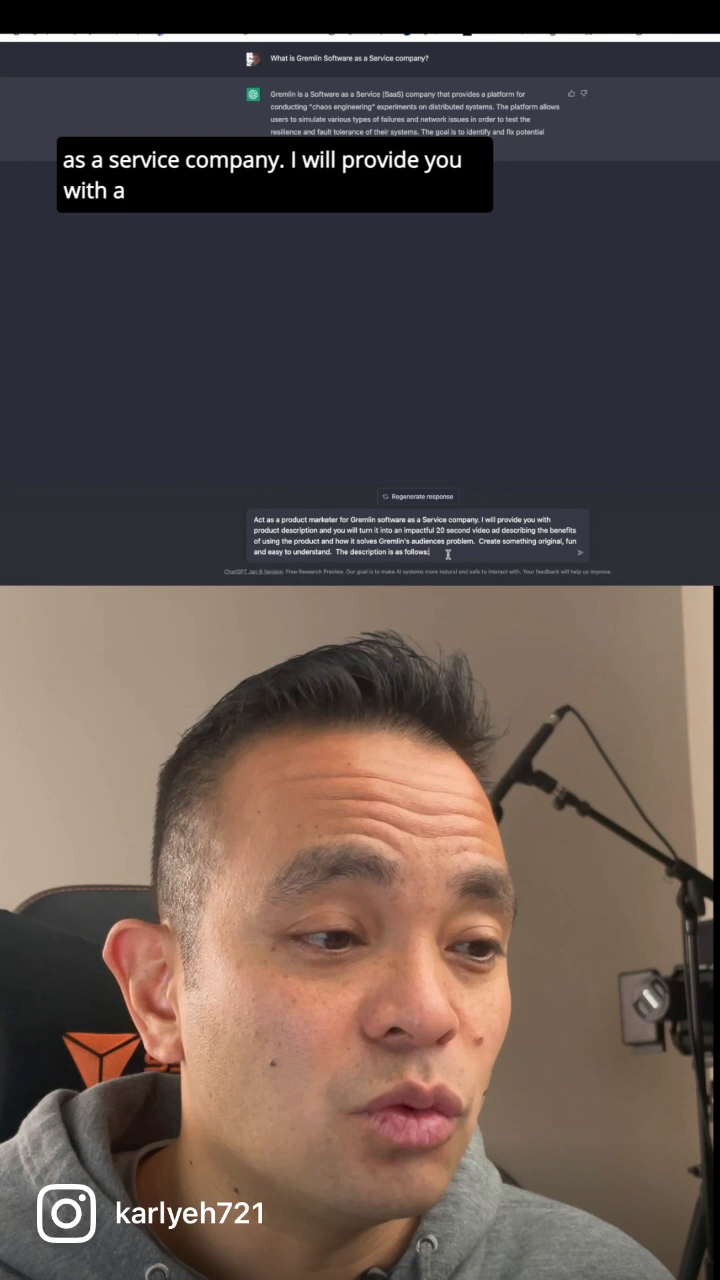 What is Gremlin Software as a Service company?
Gremlin is a Software as a Service (SaaS) company that provides a platform for
conducting "chaos engineering" experiments on distributed systems. The platform allows
users to simulate various types of failures and network issues in order to test the
resilience and fault tolerance of their systems. The goal is to identify and fix potential
as a service company. I will provide you
with a
Regenerate response
Act as a product marketer for Gremlin software as a Service company. I will provide you with
product description and you will turn it into an impactful 20 second video ad describing the benefits
of using the product and how it solves Gremlin's audiences problem. Create something original, fun
and easy to understand. The description is as follows:
ChatGPT Jan 9 Version. Free Research Preview. Our goal is to make AI systems more natural and safe to interact with. Your feedback will help us improve.
karlyeh721